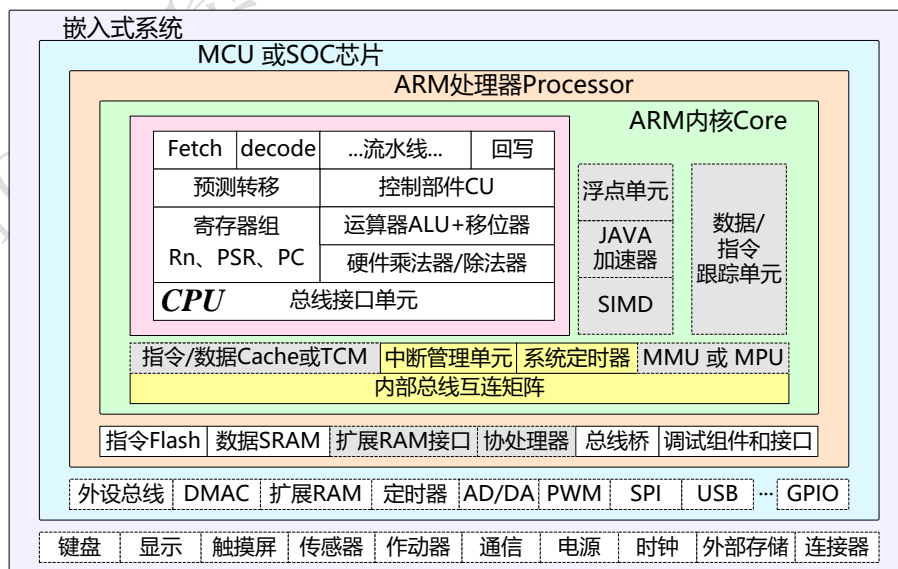 嵌入式系统
MCU 或SOC芯片
ARM处理器Processor
ARM内核Core
Fetch decode ...流水线... 回写
预测转移 控制部件CU
寄存器组
Rn、PSR、PC
运算器ALU+移位器
硬件乘法器/除法器
CPU 总线接口单元
浮点单元
JAVA
加速器
SIMD
数据/
指令
跟踪单元
指令/数据Cache或TCM 中断管理单元 系统定时器 MMU 或 MPU
内部总线互连矩阵
指令Flash 数据SRAM 扩展RAM接口 协处理器 总线桥 调试组件和接口
外设总线 DMAC 扩展RAM 定时器 AD/DA PWM SPI USB ... GPIO
键盘 显示 触摸屏 传感器 作动器 通信 电源 时钟 外部存储 连接器